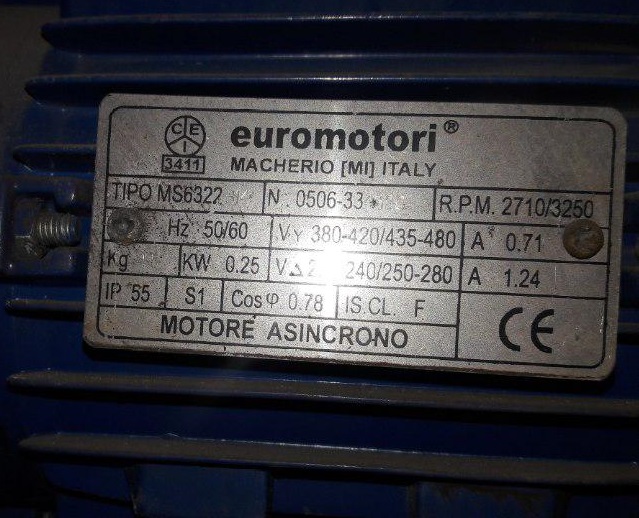 CEI
3411
euromotori®
MACHERIO [MI] ITALY
TIPO MS6322 N. 0506-33 R.P.M. 2710/3250
Hz 50/60 VY 380-420/435-480 A 0.71
Kg KW 0.25 V△ 240/250-280 A 1.24
IP 55 S1 Cosφ 0.78 IS.CL. F
MOTORE ASINCRONO CE